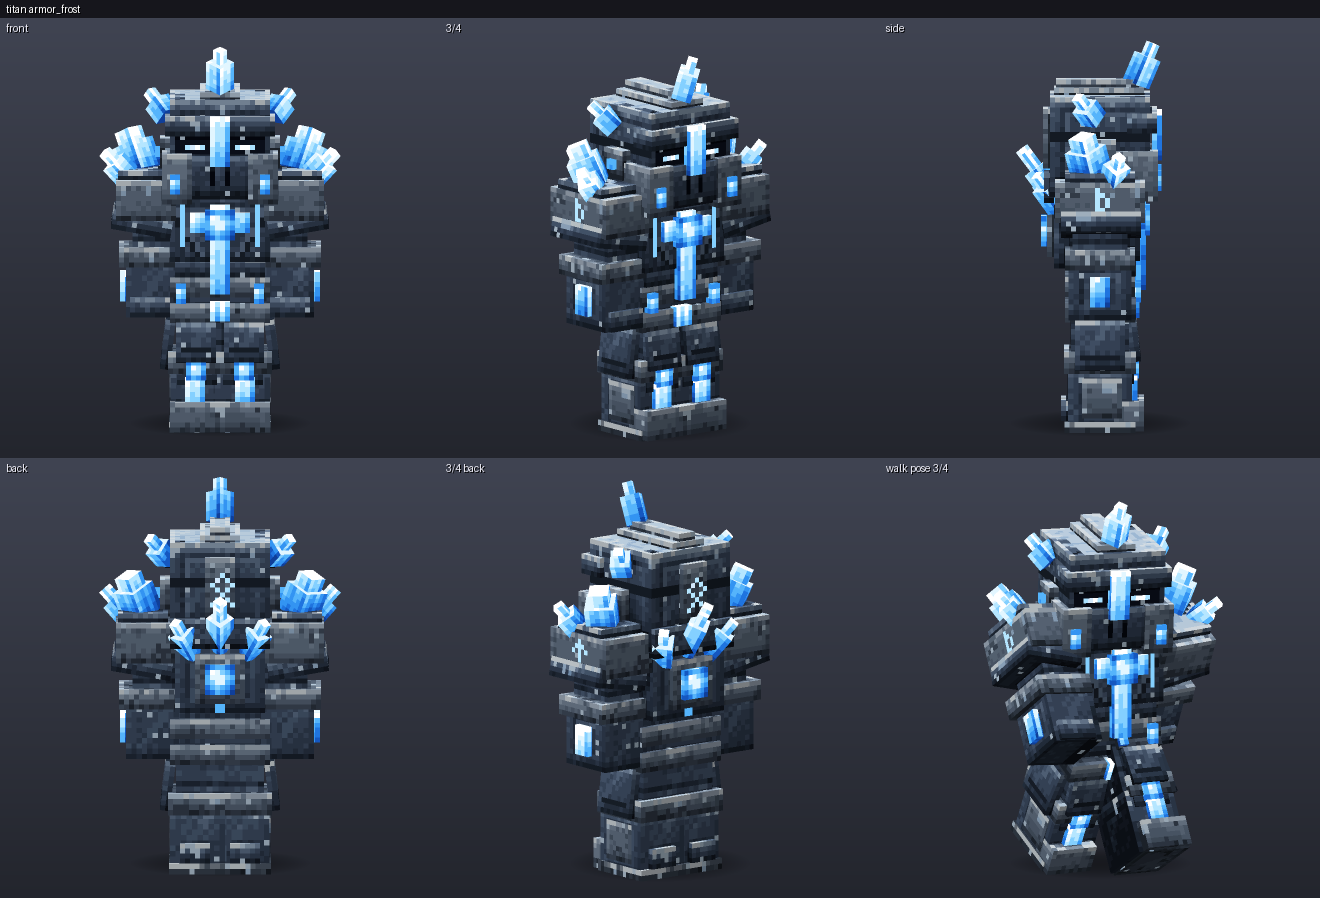 titan armor_frost
front
3/4
side
back
3/4 back
walk pose 3/4